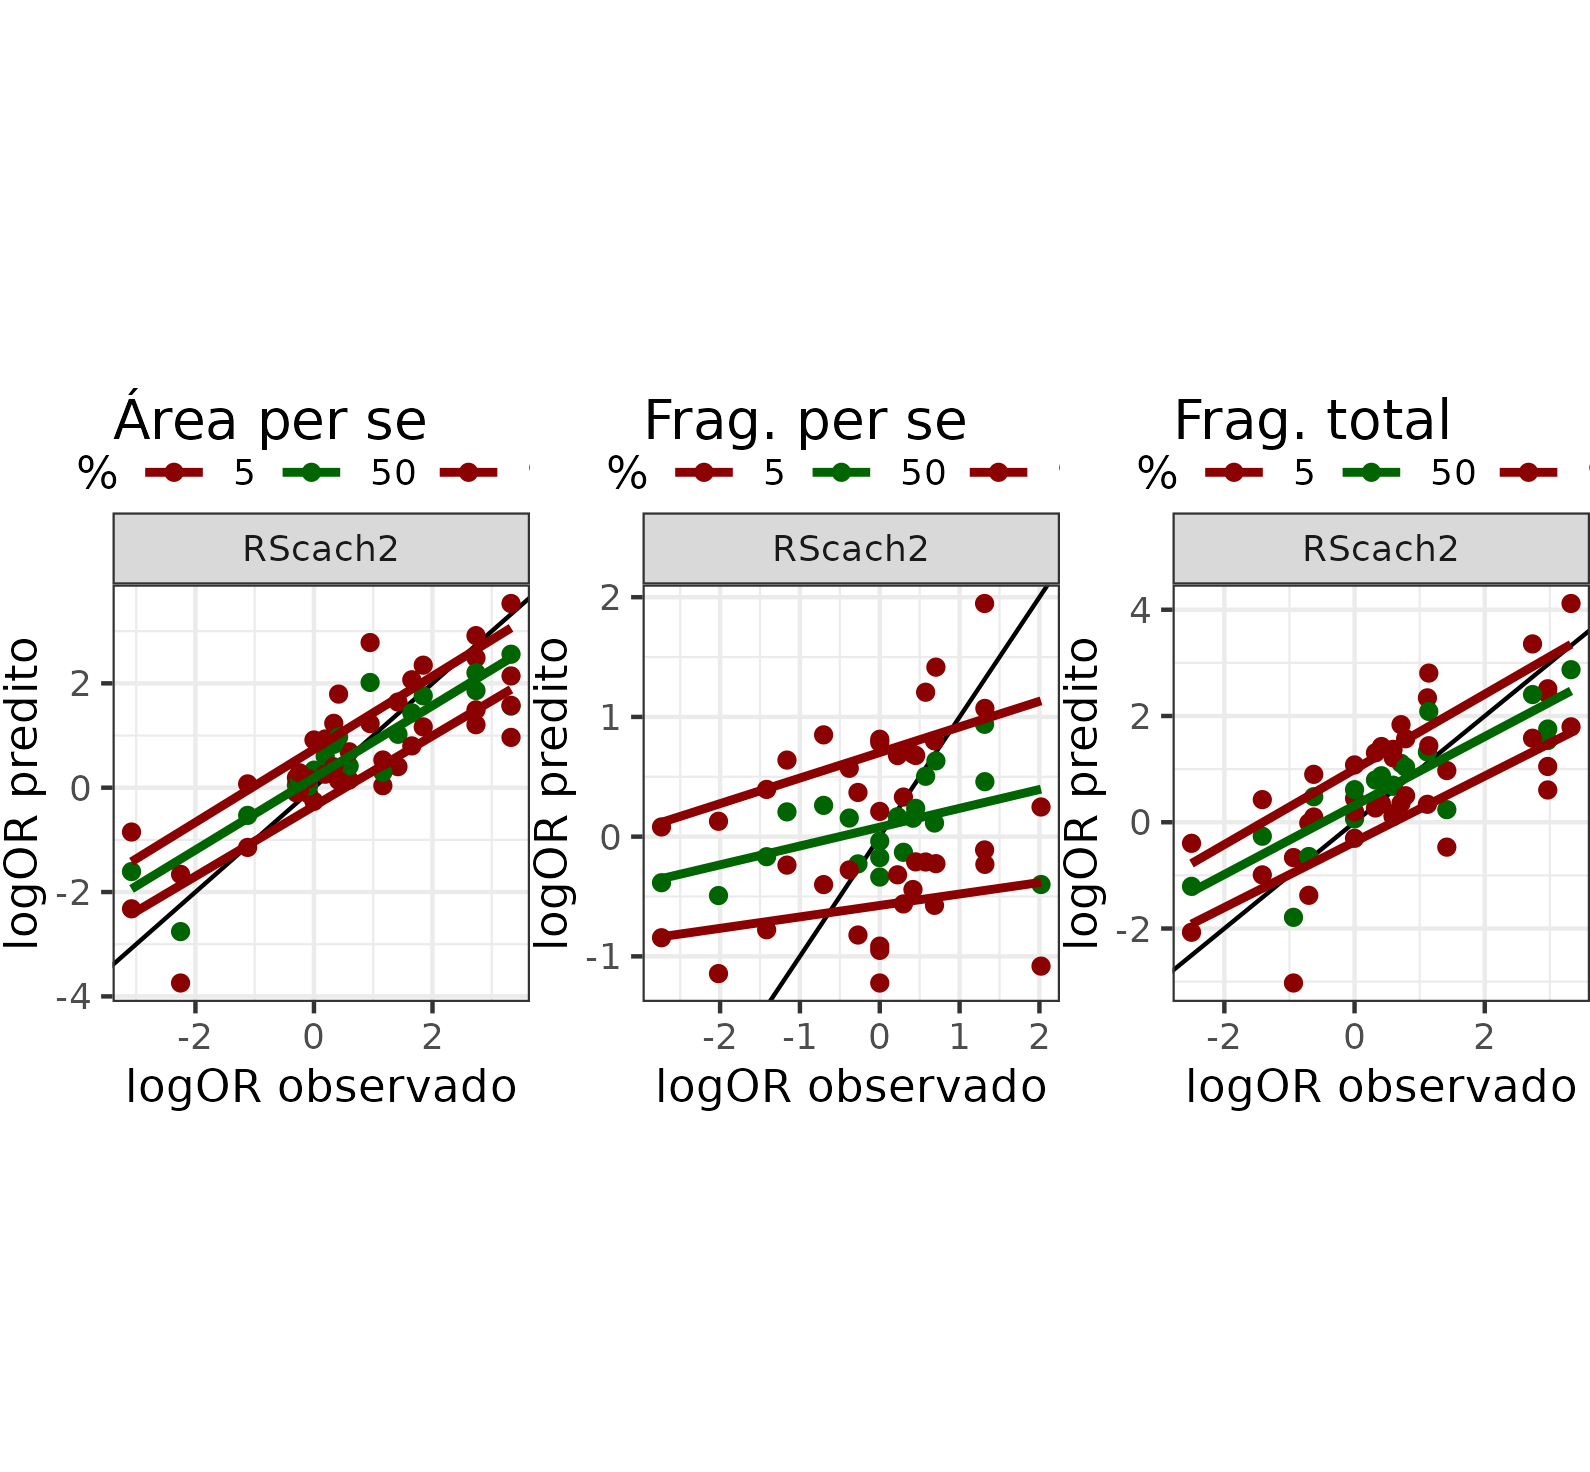 Área per se
% 5 50
RScach2
2
0
-2
-4
-2 0 2
logOR predito
logOR observado
Frag. per se
% 5 50
RScach2
2
1
0
-1
-2 -1 0 1 2
logOR predito
logOR observado
Frag. total
% 5 50
RScach2
4
2
0
-2
-2 0 2
logOR predito
logOR observado